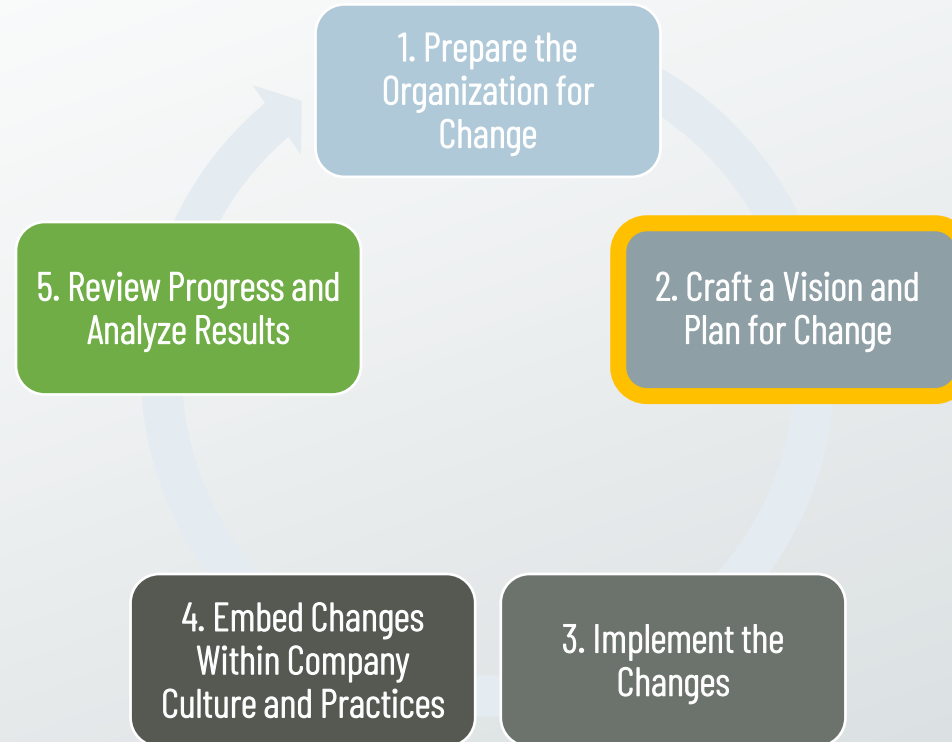 1. Prepare the
Organization for
Change
2. Craft a Vision and
Plan for Change
3. Implement the
Changes
4. Embed Changes
Within Company
Culture and Practices
5. Review Progress and
Analyze Results